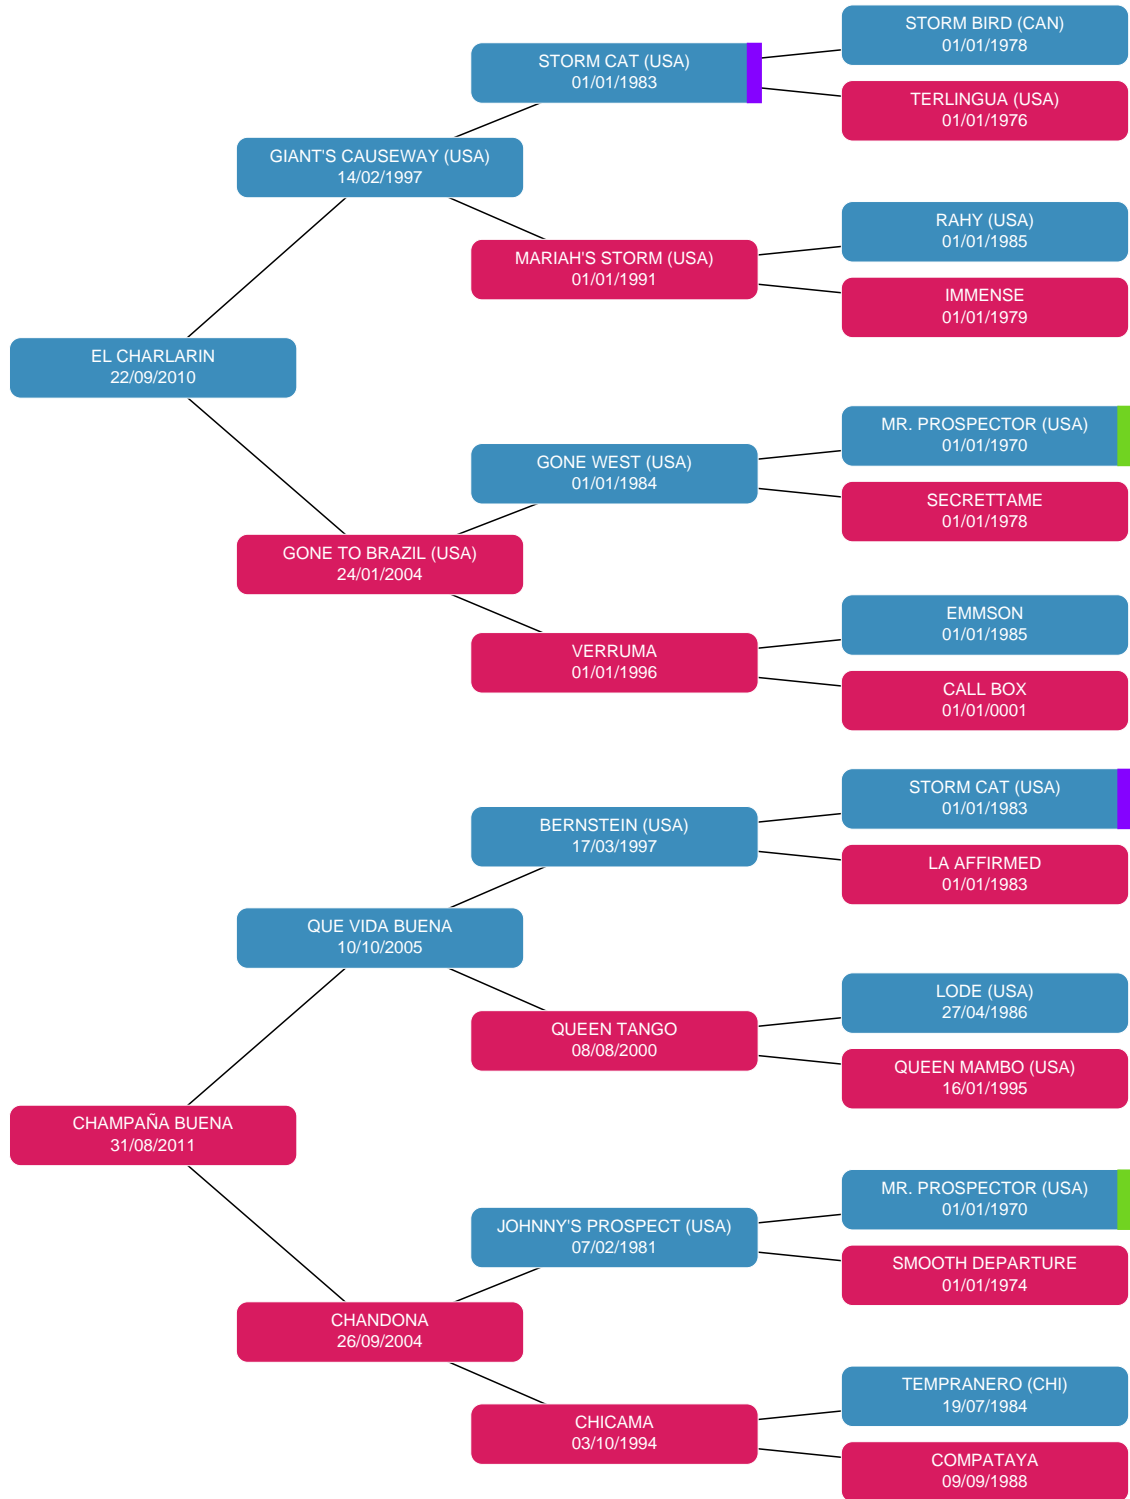 STORM BIRD (CAN)
01/01/1978
STORM CAT (USA)
01/01/1983
TERLINGUA (USA)
01/01/1976
GIANT'S CAUSEWAY (USA)
14/02/1997
RAHY (USA)
01/01/1985
MARIAH'S STORM (USA)
01/01/1991
IMMENSE
01/01/1979
EL CHARLARIN
22/09/2010
MR. PROSPECTOR (USA)
01/01/1970
GONE WEST (USA)
01/01/1984
SECRETTAME
01/01/1978
GONE TO BRAZIL (USA)
24/01/2004
EMMSON
01/01/1985
VERRUMA
01/01/1996
CALL BOX
01/01/0001
STORM CAT (USA)
01/01/1983
BERNSTEIN (USA)
17/03/1997
LA AFFIRMED
01/01/1983
QUE VIDA BUENA
10/10/2005
LODE (USA)
27/04/1986
QUEEN TANGO
08/08/2000
QUEEN MAMBO (USA)
16/01/1995
CHAMPAÑA BUENA
31/08/2011
MR. PROSPECTOR (USA)
01/01/1970
JOHNNY'S PROSPECT (USA)
07/02/1981
SMOOTH DEPARTURE
01/01/1974
CHANDONA
26/09/2004
TEMPRANERO (CHI)
19/07/1984
CHICAMA
03/10/1994
COMPATAYA
09/09/1988